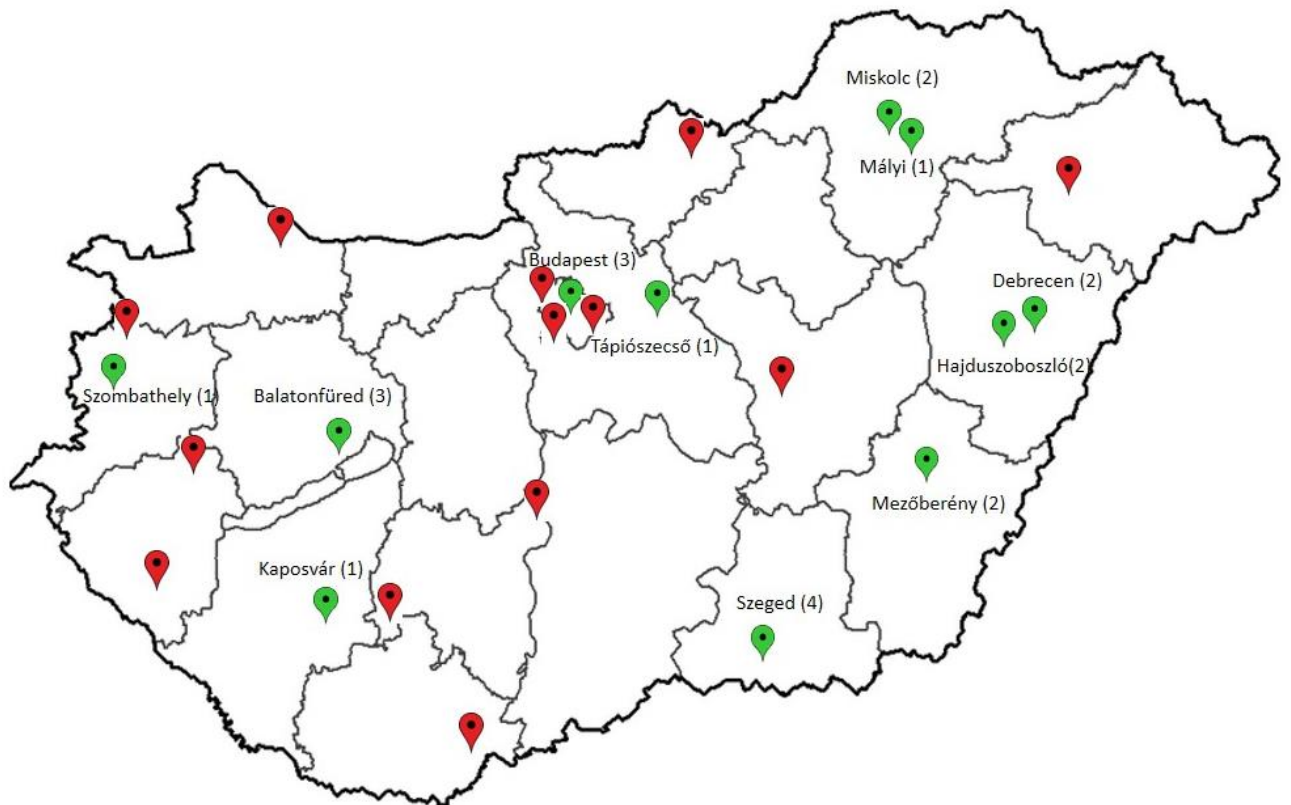 Miskolc (2)
Mályi (1)
Budapest (3)
Debrecen (2)
Tápiószecső (1)
Hajduszoboszló(2)
Szombathely (1)
Balatonfüred (3)
Mezőberény (2)
Kaposvár (1)
Szeged (4)